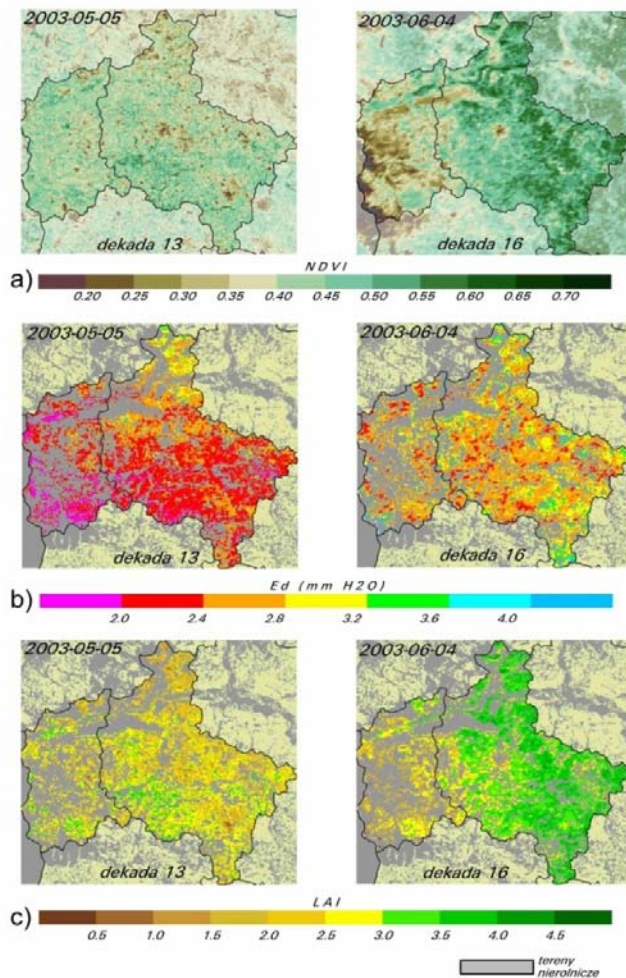 2003-05-05 2003-06-04
dekada 13 dekada 16
a) NDVI
0.20 0.25 0.30 0.35 0.40 0.45 0.50 0.55 0.60 0.65 0.70
2003-05-05 2003-06-04
dekada 13 dekada 16
b) Ed (mm H2O)
2.0 2.4 2.8 3.2 3.6 4.0
2003-05-05 2003-06-04
dekada 13 dekada 16
c) LAI
0.5 1.0 1.5 2.0 2.5 3.0 3.5 4.0 4.5
tereny
nierolnicze